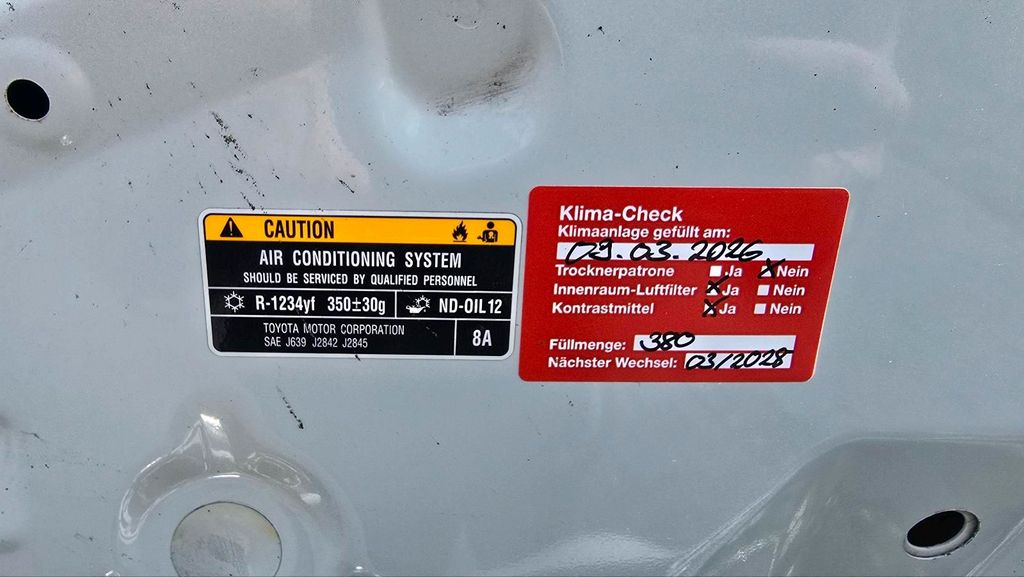 CAUTION
AIR CONDITIONING SYSTEM
SHOULD BE SERVICED BY QUALIFIED PERSONNEL
R-1234yf 350±30g ND-OIL12
TOYOTA MOTOR CORPORATION
SAE J639 J2842 J2845
8A
Klima-Check
Klimaanlage gefüllt am:
09.03.2026
Trocknerpatrone Ja Nein
Innenraum-Luftfilter Ja Nein
Kontrastmittel Ja Nein
Füllmenge: 380
Nächster Wechsel: 03/2028